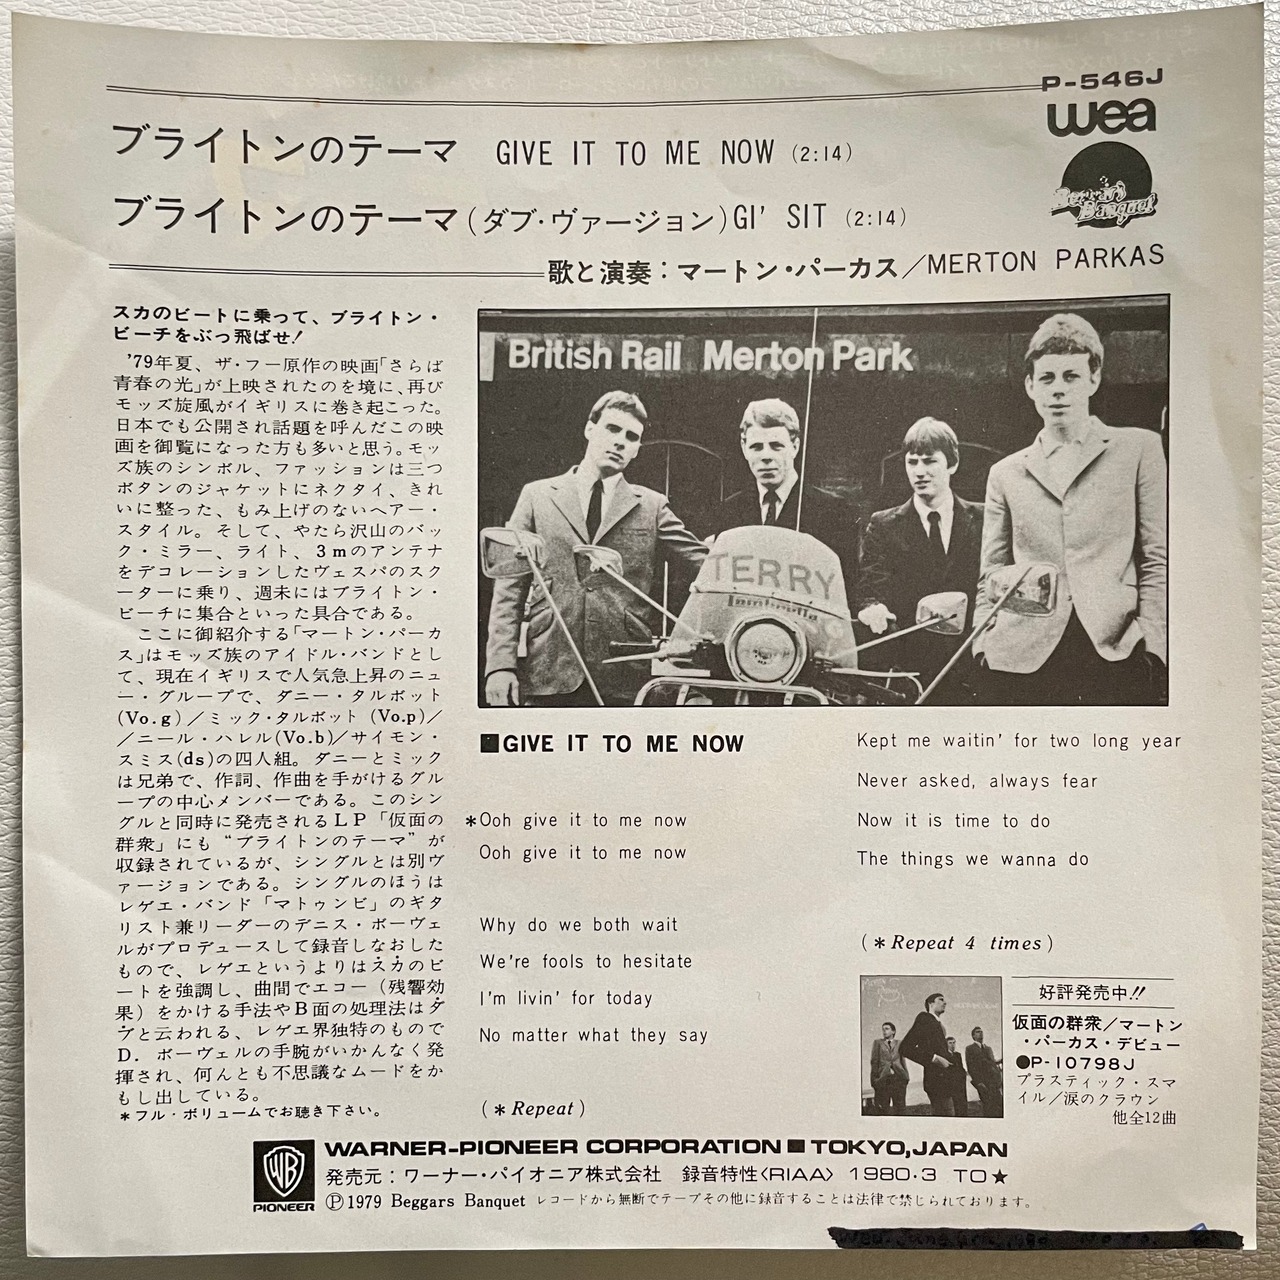 P-546J
wea
Beggars Banquet
ブライトンのテーマ GIVE IT TO ME NOW (2:14)
ブライトンのテーマ(ダブ・ヴァージョン)GI' SIT (2:14)
歌と演奏：マートン・パーカス／MERTON PARKAS
スカのビートに乗って、ブライトン・
ビーチをぶっ飛ばせ!
'79年夏、ザ・フー原作の映画「さらば
青春の光」が上映されたのを境に、再び
モッズ旋風がイギリスに巻き起こった。
日本でも公開され話題を呼んだこの映
画を御覧になった方も多いと思う。モッ
ズ族のシンボル、ファッションは三つ
ボタンのジャケットにネクタイ、きれ
いに整った、もみ上げのないヘアー・
スタイル。そして、やたら沢山のバッ
ク・ミラー、ライト、3mのアンテナ
をデコレーションしたヴェスパのスク
ーターに乗り、週末にはブライトン・
ビーチに集合といった具合である。
ここに御紹介する「マートン・パーカ
ス」はモッズ族のアイドル・バンドとし
て、現在イギリスで人気急上昇のニュ
ー・グループで、ダニー・タルボット
(Vo.g)／ミック・タルボット (Vo.p)／
／ニール・ハレル(Vo.b)／サイモン・
スミス(ds)の四人組。ダニーとミック
は兄弟で、作詞、作曲を手がけるグル
ープの中心メンバーである。このシン
グルと同時に発売されるLP「仮面の
群衆」にも“ブライトンのテーマ”が
収録されているが、シングルとは別ヴ
ァージョンである。シングルのほうは
レゲエ・バンド「マトゥンビ」のギタ
リスト兼リーダーのデニス・ボーヴェ
ルがプロデュースして録音しなおした
もので、レゲエというよりはスカのビ
ートを強調し、曲間でエコー（残響効
果）をかける手法やB面の処理法はダ
ブと云われる、レゲエ界独特のもので
D．ボーヴェルの手腕がいかんなく発
揮され、何んとも不思議なムードをか
もし出している。
＊フル・ボリュームでお聴き下さい。
British Rail Merton Park
TERRY
Lambretta
■GIVE IT TO ME NOW
＊Ooh give it to me now
Ooh give it to me now
Why do we both wait
We're fools to hesitate
I'm livin' for today
No matter what they say
(＊Repeat)
Kept me waitin' for two long year
Never asked, always fear
Now it is time to do
The things we wanna do
(＊Repeat 4 times)
好評発売中!!
仮面の群衆／マートン
・パーカス・デビュー
●P-10798J
プラスティック・スマ
イル／涙のクラウン
他全12曲
WB
PIONEER
WARNER-PIONEER CORPORATION ■ TOKYO,JAPAN
発売元：ワーナー・パイオニア株式会社　録音特性〈RIAA〉 1980・3 TO★
Ⓟ1979 Beggars Banquet レコードから無断でテープその他に録音することは法律で禁じられております。